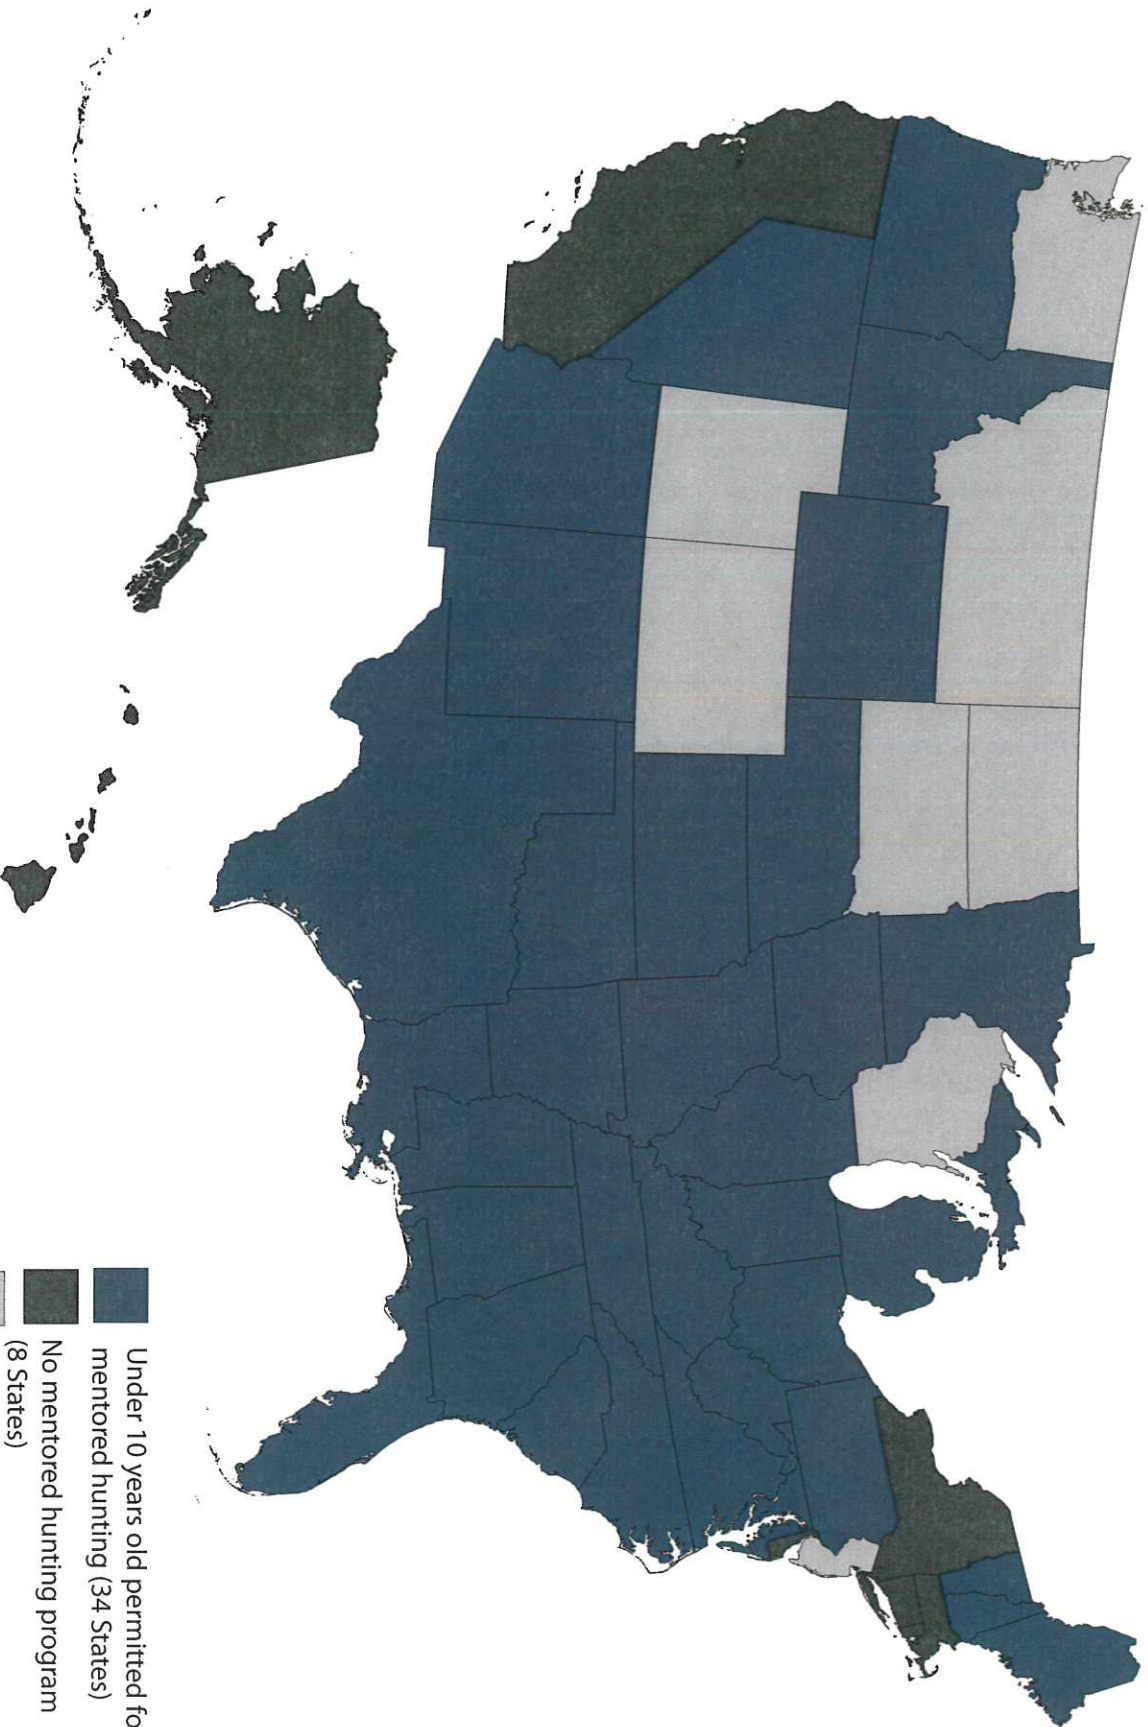 Under 10 years old permitted fo
mentored hunting (34 States)
No mentored hunting program
(8 States)